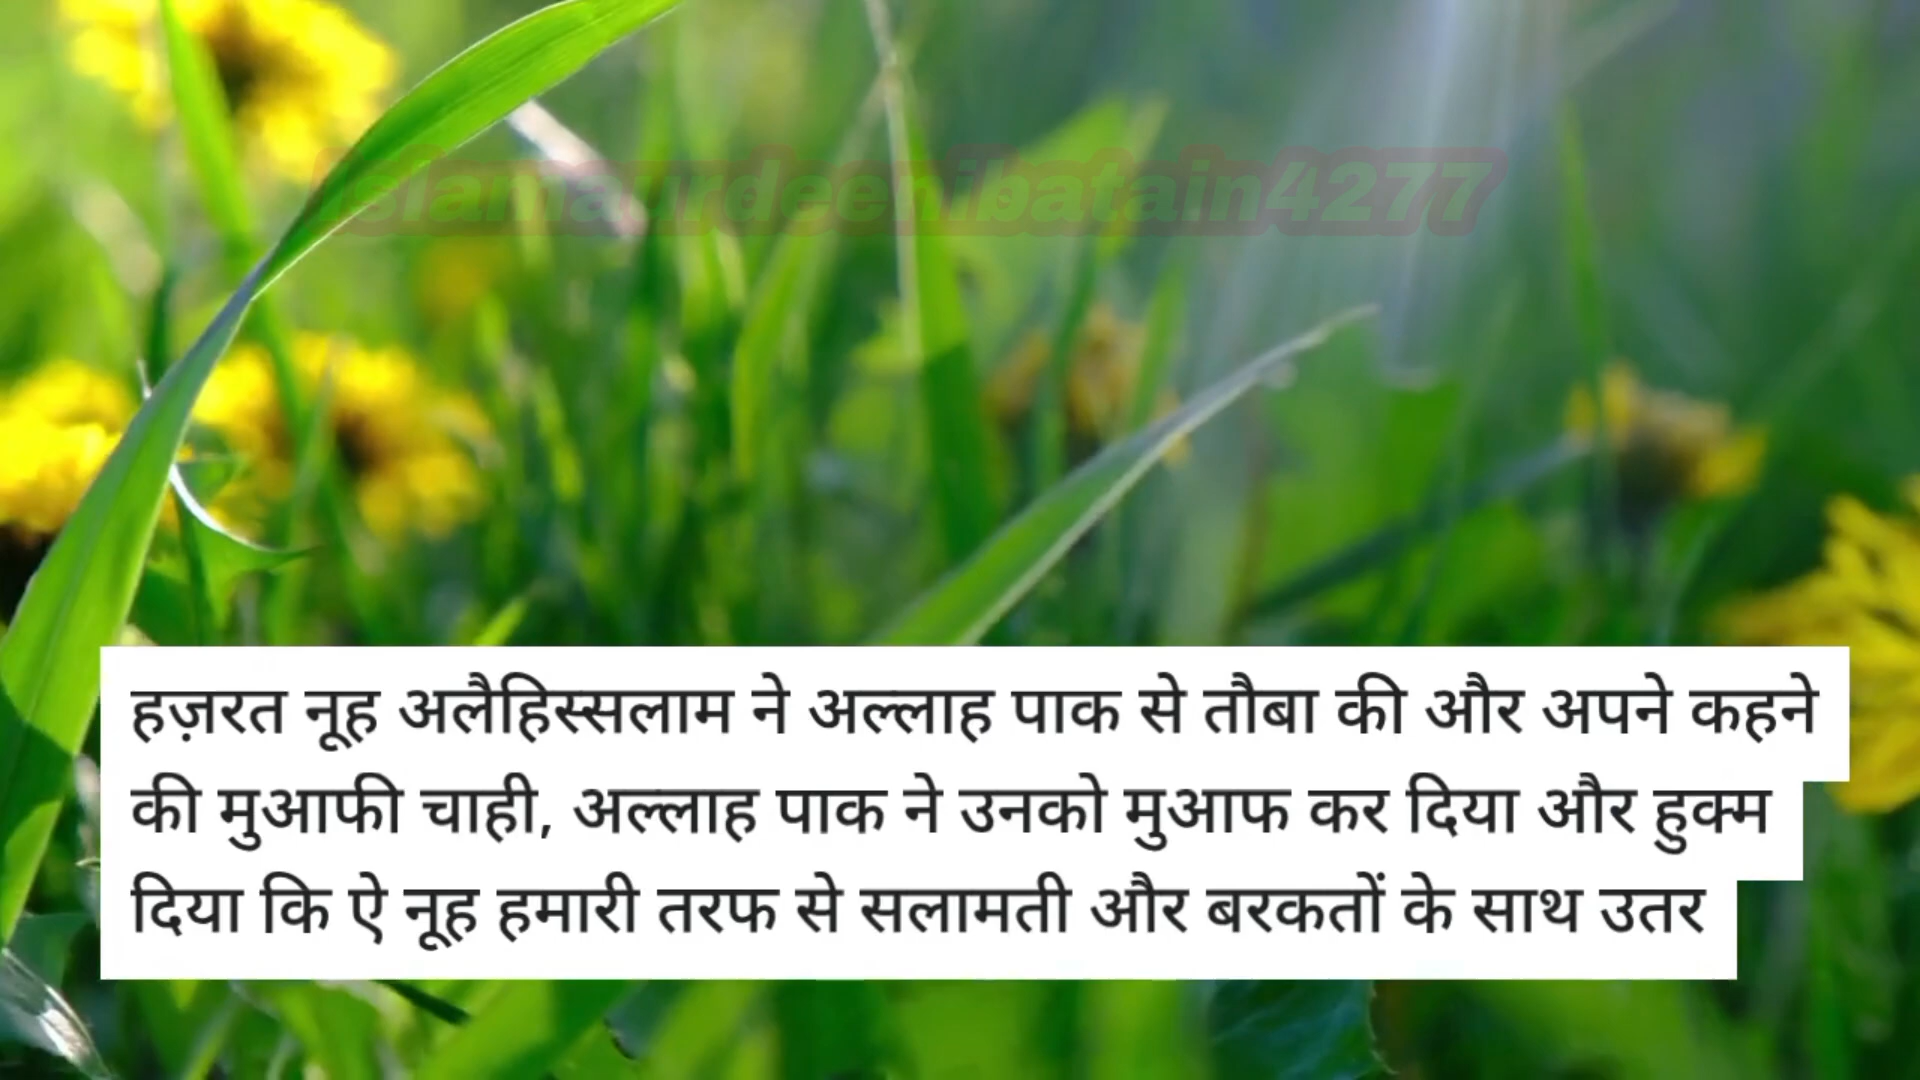 Islamaurdeenibatain4277
हज़रत नूह अलैहिस्सलाम ने अल्लाह पाक से तौबा की और अपने कहने
की मुआफी चाही, अल्लाह पाक ने उनको मुआफ कर दिया और हुक्म
दिया कि ऐ नूह हमारी तरफ से सलामती और बरकतों के साथ उतर